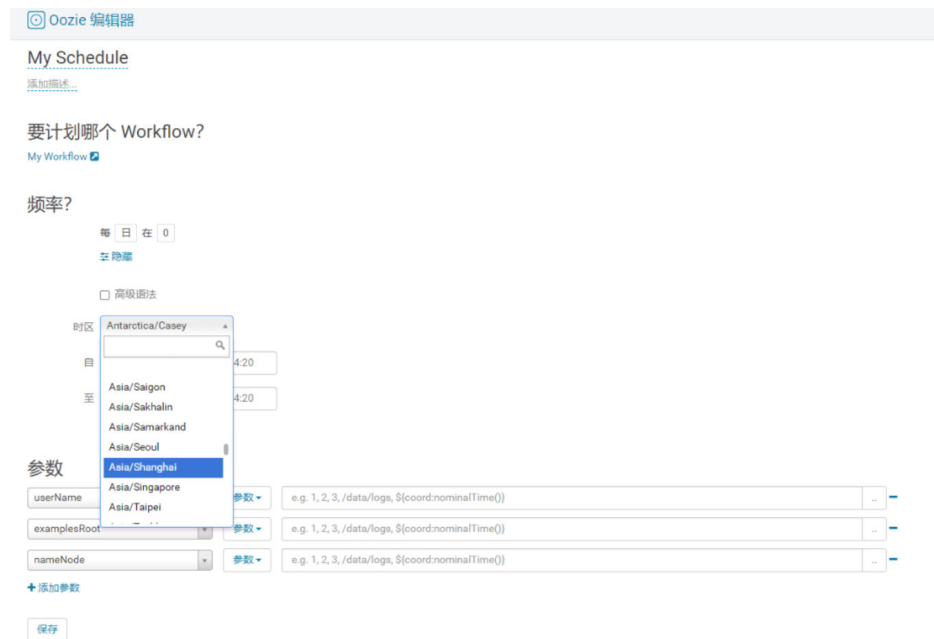 Oozie 编辑器
My Schedule
添加描述...
要计划哪个 Workflow?
My Workflow
频率?
每 日 在 0
隐藏
高级语法
时区 Antarctica/Casey
自 4:20
Asia/Saigon
至 4:20
Asia/Sakhalin
Asia/Samarkand
Asia/Seoul
参数
Asia/Shanghai
Asia/Singapore
userName 参数 e.g. 1, 2, 3, /data/logs, ${coord:nominalTime()} ..
Asia/Taipei
examplesRoot 参数 e.g. 1, 2, 3, /data/logs, ${coord:nominalTime()} ..
nameNode 参数 e.g. 1, 2, 3, /data/logs, ${coord:nominalTime()} ..
添加参数
保存